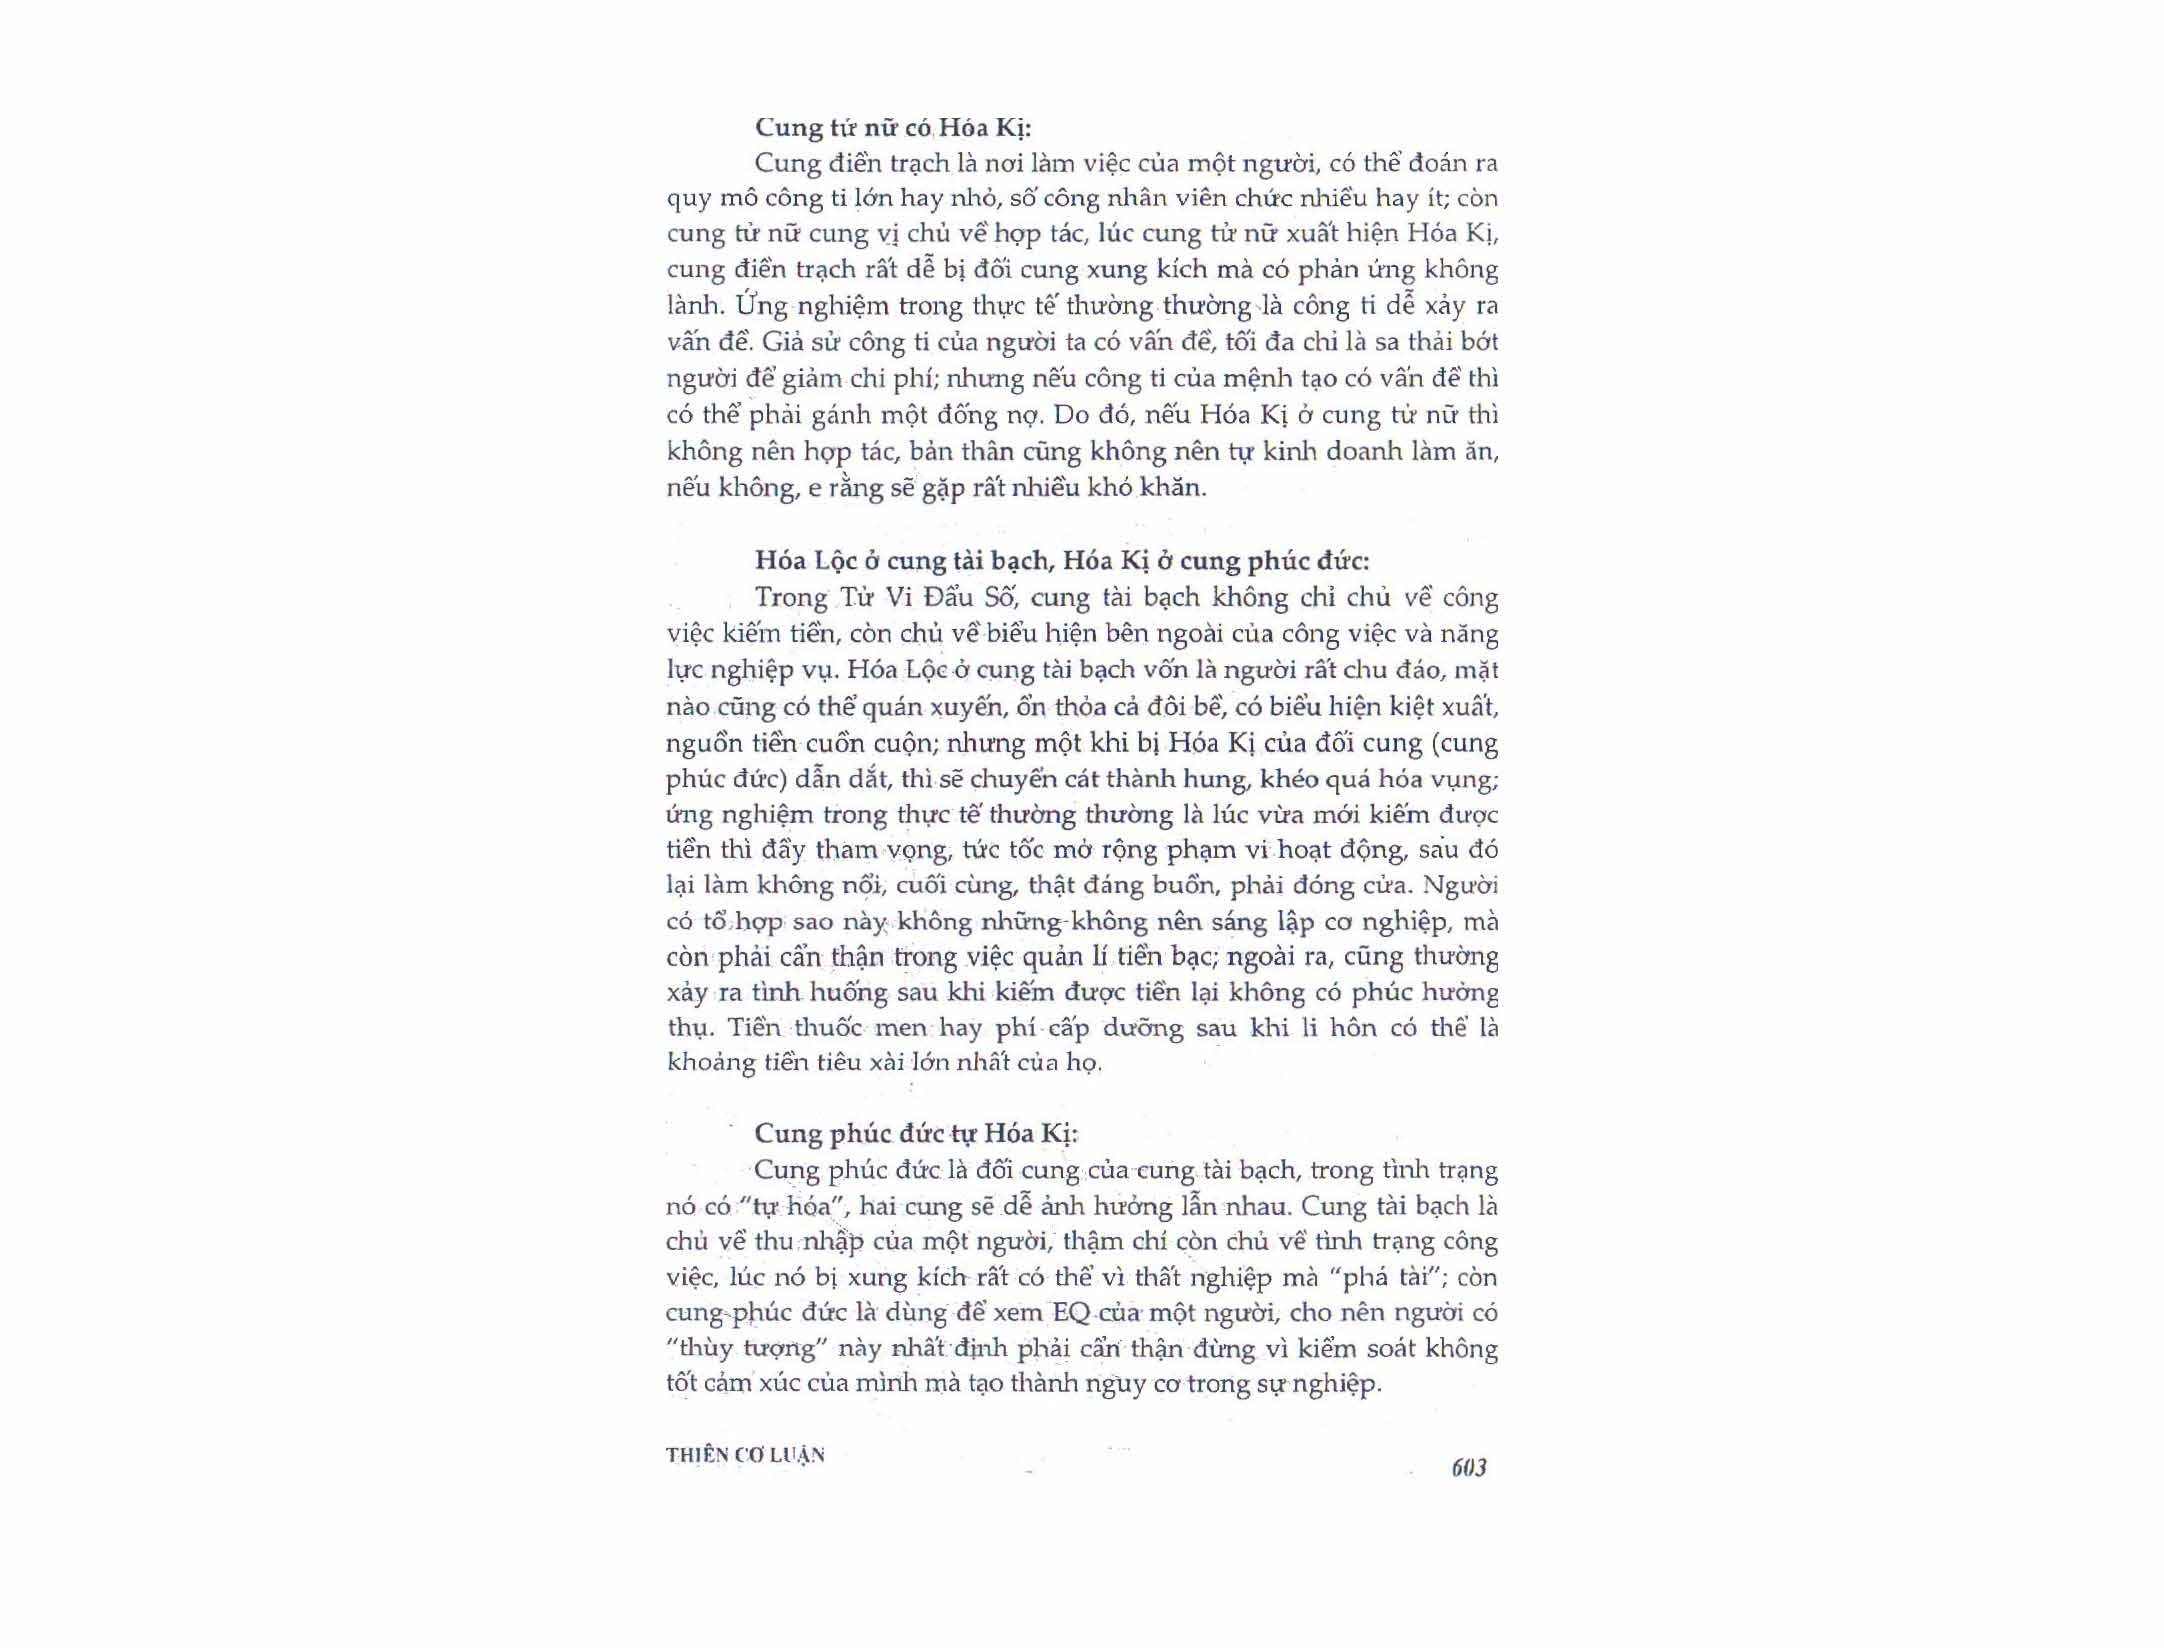 Cung tử nữ có Hóa Kị:
Cung điền trạch là nơi làm việc của một người, có thể đoán ra
quy mô công ti lớn hay nhỏ, số công nhân viên chức nhiều hay ít; còn
cung tử nữ cung vị chủ về hợp tác, lúc cung tử nữ xuất hiện Hóa Kị,
cung điền trạch rất dễ bị đối cung xung kích mà có phản ứng không
lành. Ứng nghiệm trong thực tế thường thường là công ti dễ xảy ra
vấn đề. Giả sử công ti của người ta có vấn đề, tối đa chỉ là sa thải bớt
người để giảm chi phí; nhưng nếu công ti của mệnh tạo có vấn đề thì
có thể phải gánh một đống nợ. Do đó, nếu Hóa Kị ở cung tử nữ thì
không nên hợp tác, bản thân cũng không nên tự kinh doanh làm ăn,
nếu không, e rằng sẽ gặp rất nhiều khó khăn.
Hóa Lộc ở cung tài bạch, Hóa Kị ở cung phúc đức:
Trong Tử Vi Đẩu Số, cung tài bạch không chỉ chủ về công
việc kiếm tiền, còn chủ về biểu hiện bên ngoài của công việc và năng
lực nghiệp vụ. Hóa Lộc ở cung tài bạch vốn là người rất chu đáo, mặt
nào cũng có thể quán xuyến, ổn thỏa cả đôi bề, có biểu hiện kiệt xuất,
nguồn tiền cuồn cuộn; nhưng một khi bị Hóa Kị của đối cung (cung
phúc đức) dẫn dắt, thì sẽ chuyển cát thành hung, khéo quá hóa vụng;
ứng nghiệm trong thực tế thường thường là lúc vừa mới kiếm được
tiền thì đầy tham vọng, tức tốc mở rộng phạm vi hoạt động, sau đó
lại làm không nổi, cuối cùng, thật đáng buồn, phải đóng cửa. Người
có tổ hợp sao này không những không nên sáng lập cơ nghiệp, mà
còn phải cẩn thận trong việc quản lí tiền bạc; ngoài ra, cũng thường
xảy ra tình huống sau khi kiếm được tiền lại không có phúc hưởng
thụ. Tiền thuốc men hay phí cấp dưỡng sau khi li hôn có thể là
khoảng tiền tiêu xài lớn nhất của họ.
Cung phúc đức tự Hóa Kị:
Cung phúc đức là đối cung của cung tài bạch, trong tình trạng
nó có "tự hóa", hai cung sẽ dễ ảnh hưởng lẫn nhau. Cung tài bạch là
chủ về thu nhập của một người, thậm chí còn chủ về tình trạng công
việc, lúc nó bị xung kích rất có thể vì thất nghiệp mà "phá tài"; còn
cung phúc đức là dùng để xem EQ của một người, cho nên người có
"thùy tượng" này nhất định phải cẩn thận đừng vì kiểm soát không
tốt cảm xúc của mình mà tạo thành nguy cơ trong sự nghiệp.
THIÊN CƠ LUẬN
603